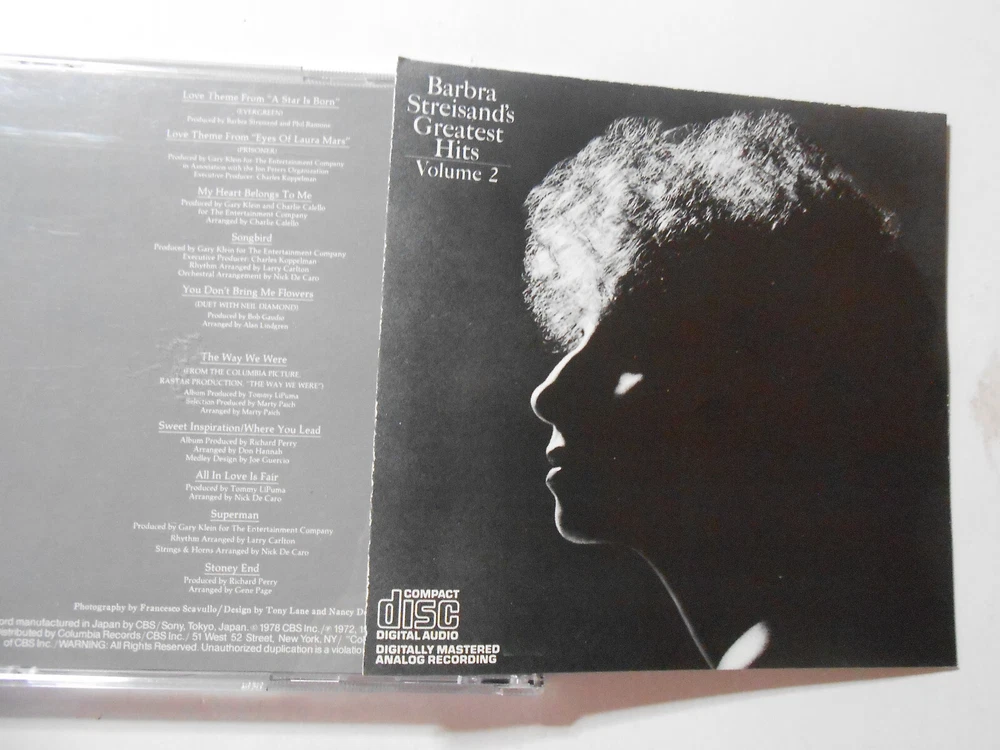 Love Theme From "A Star Is Born"
(EVERGREEN)
Produced by Barbra Streisand and Phil Ramone
Love Theme From "Eyes Of Laura Mars"
(PRISONER)
Produced by Gary Klein for The Entertainment Company
in Association with the Jon Peters Organization
Executive Producer: Charles Koppelman
My Heart Belongs To Me
Produced by Gary Klein and Charlie Calello
for The Entertainment Company
Arranged by Charlie Calello
Songbird
Produced by Gary Klein for The Entertainment Company
Executive Producer: Charles Koppelman
Rhythm Arranged by Larry Carlton
Orchestral Arrangement by Nick De Caro
You Don't Bring Me Flowers
(DUET WITH NEIL DIAMOND)
Produced by Bob Gaudio
Arranged by Alan Lindgren
The Way We Were
(FROM THE COLUMBIA PICTURE,
RASTAR PRODUCTION, "THE WAY WE WERE")
Album Produced by Tommy LiPuma
Selection Produced by Marty Paich
Arranged by Marty Paich
Sweet Inspiration/Where You Lead
Album Produced by Richard Perry
Arranged by Don Hannah
Medley Design by Joe Guercio
All In Love Is Fair
Produced by Tommy LiPuma
Arranged by Nick De Caro
Superman
Produced by Gary Klein for The Entertainment Company
Rhythm Arranged by Larry Carlton
Strings & Horns Arranged by Nick De Caro
Stoney End
Produced by Richard Perry
Arranged by Gene Page
Photography by Francesco Scavullo/Design by Tony Lane and Nancy
manufactured in Japan by CBS/Sony, Tokyo, Japan. © 1978 CBS Inc./℗ 1972, 1
by Columbia Records/CBS Inc./51 West 52 Street, New York, NY/
of CBS Inc./WARNING: All Rights Reserved. Unauthorized duplication is a
Barbra
Streisand's
Greatest
Hits
Volume 2
COMPACT
disc
DIGITAL AUDIO
DIGITALLY MASTERED
ANALOG RECORDING